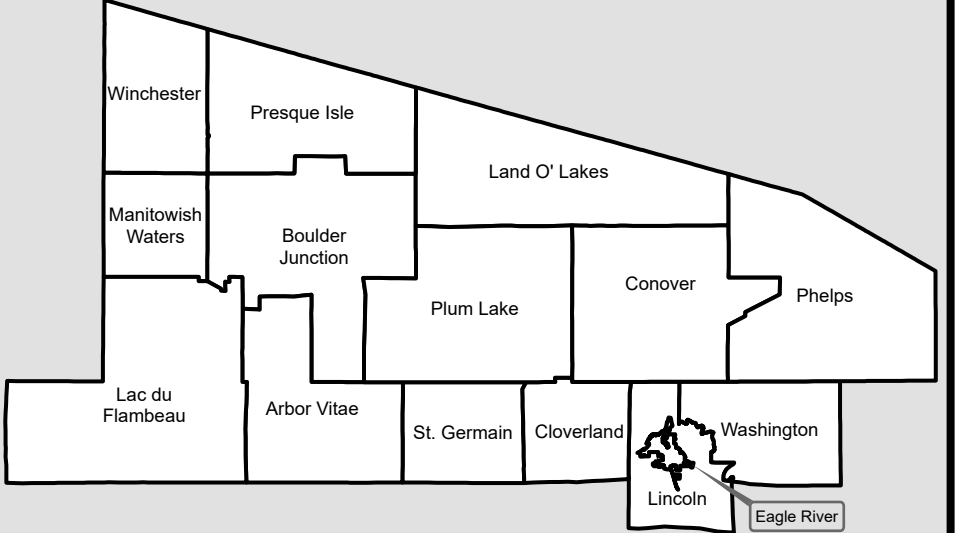 Winchester
Presque Isle
Land O' Lakes
Manitowish
Waters
Boulder
Junction
Conover
Phelps
Plum Lake
Lac du
Flambeau
Arbor Vitae
St. Germain
Cloverland
Washington
Lincoln
Eagle River